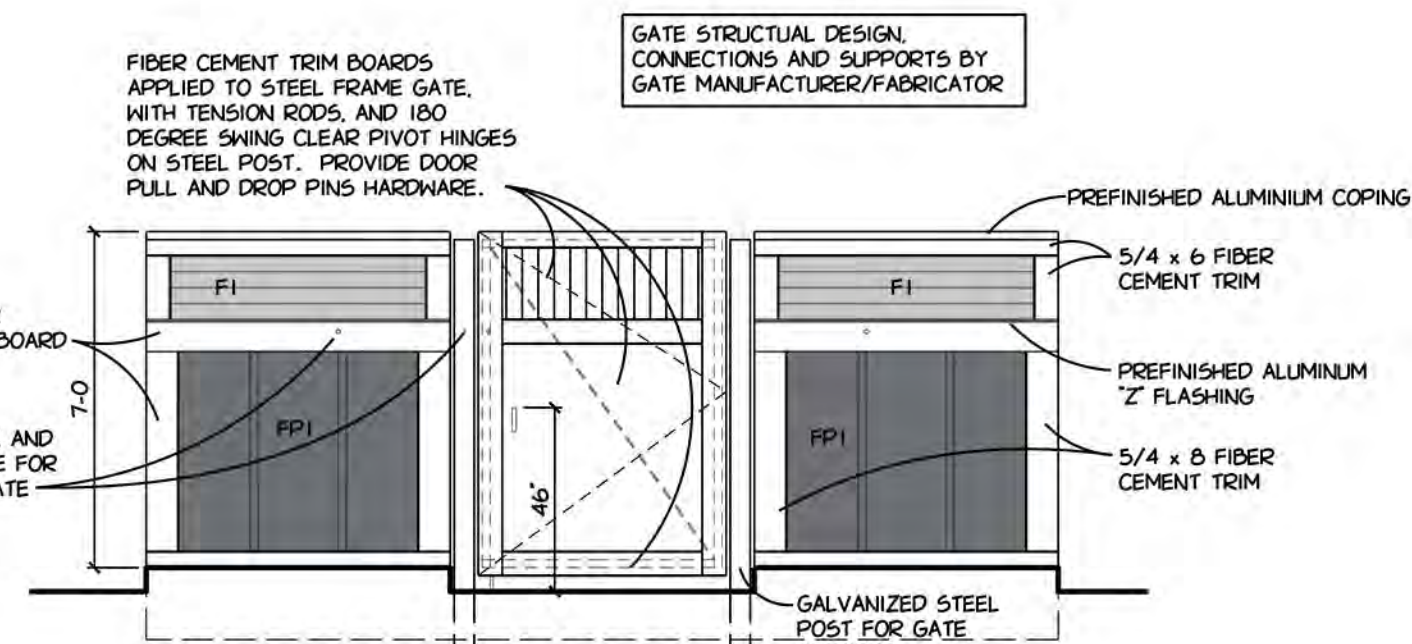 GATE STRUCTUAL DESIGN,
CONNECTIONS AND SUPPORTS BY
GATE MANUFACTURER/FABRICATOR
FIBER CEMENT TRIM BOARDS
APPLIED TO STEEL FRAME GATE,
WITH TENSION RODS, AND 180
DEGREE SWING CLEAR PIVOT HINGES
ON STEEL POST. PROVIDE DOOR
PULL AND DROP PINS HARDWARE.
PREFINISHED ALUMINIUM COPING
5/4 x 6 FIBER
CEMENT TRIM
F1
F1
BOARD
7-0
PREFINISHED ALUMINUM
"Z" FLASHING
FP1
FP1
AND
FOR
46"
5/4 x 8 FIBER
CEMENT TRIM
GALVANIZED STEEL
POST FOR GATE